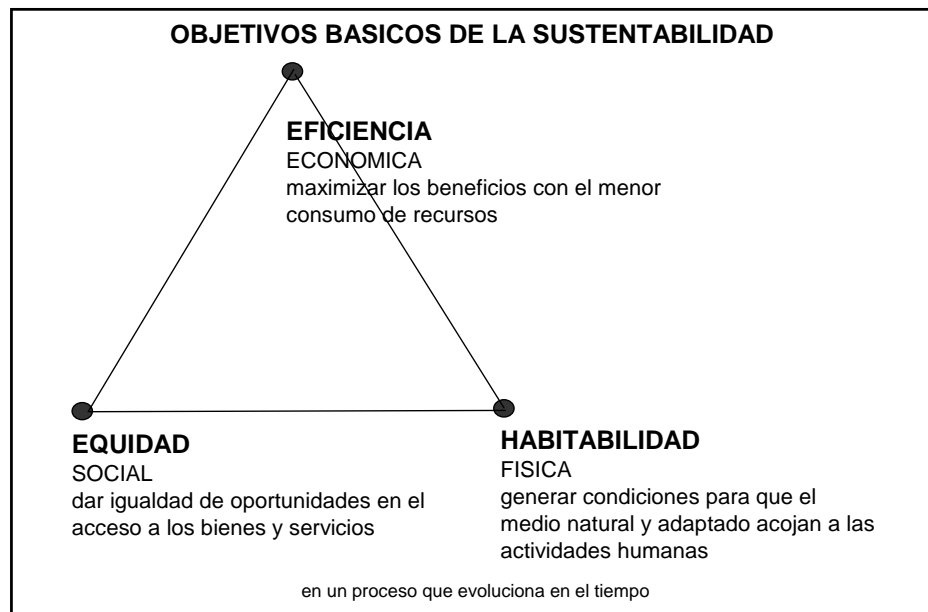 OBJETIVOS BASICOS DE LA SUSTENTABILIDAD
EFICIENCIA
ECONOMICA
maximizar los beneficios con el menor
consumo de recursos
EQUIDAD
SOCIAL
dar igualdad de oportunidades en el
acceso a los bienes y servicios
HABITABILIDAD
FISICA
generar condiciones para que el
medio natural y adaptado acojan a las
actividades humanas
en un proceso que evoluciona en el tiempo